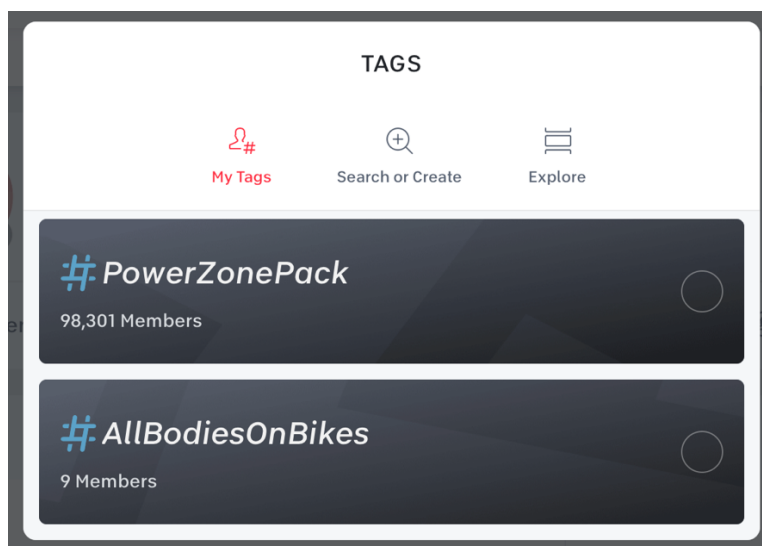 TAGS
My Tags
Search or Create
Explore
#PowerZonePack
98,301 Members
#AllBodiesOnBikes
9 Members